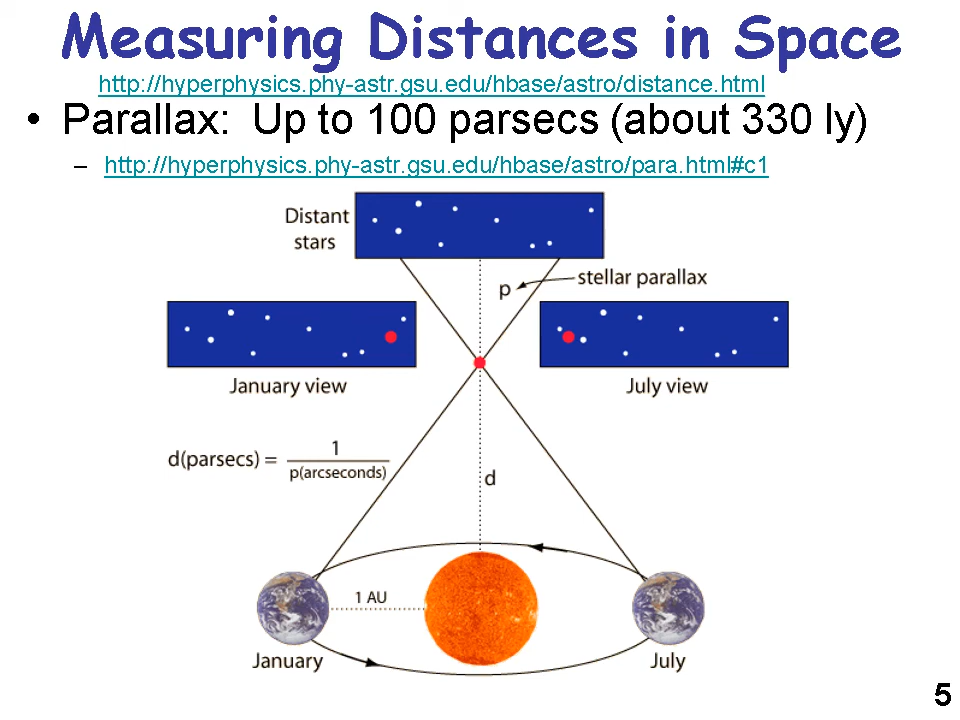 Measuring Distances in Space
http://hyperphysics.phy-astr.gsu.edu/hbase/astro/distance.html
• Parallax: Up to 100 parsecs (about 330 ly)
– http://hyperphysics.phy-astr.gsu.edu/hbase/astro/para.html#c1
Distant
stars
p
stellar parallax
January view
July view
d(parsecs) = 1
p(arcseconds)
d
1 AU
January
July
5